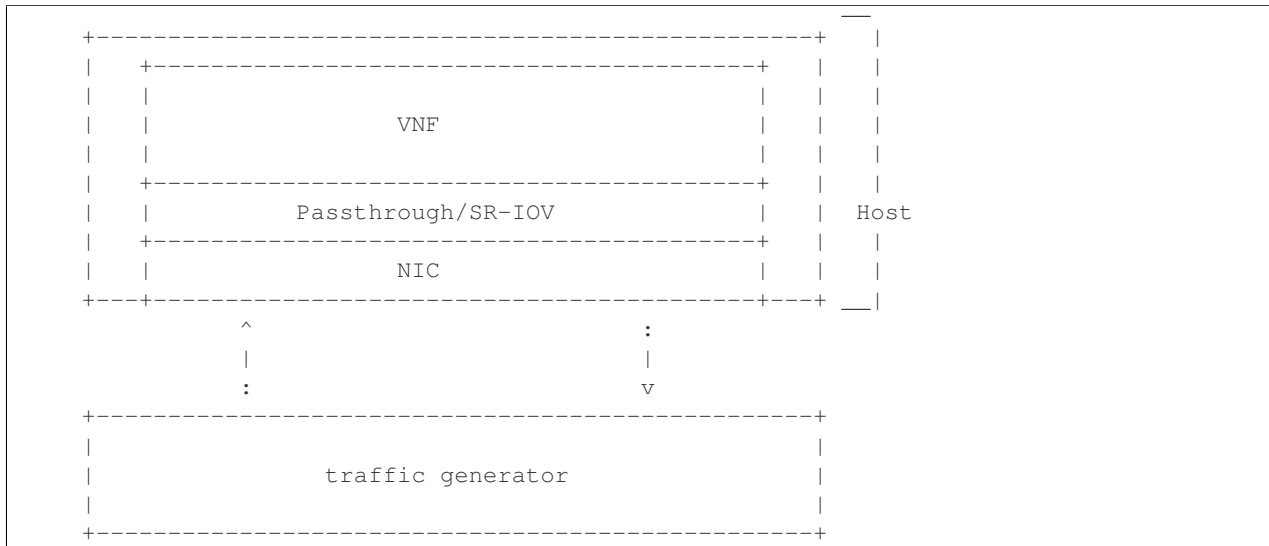 VNF
Passthrough/SR-IOV
Host
NIC
traffic generator